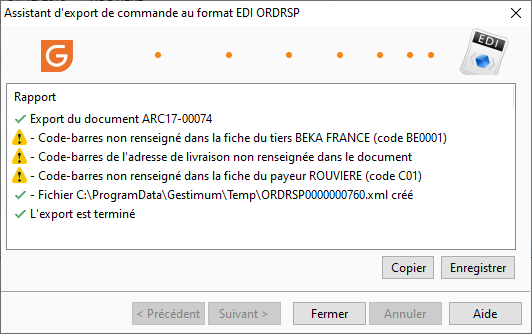 Assistant d'export de commande au format EDI ORDRSP
G
EDI
Rapport
Export du document ARC17-00074
- Code-barres non renseigné dans la fiche du tiers BEKA FRANCE (code BE0001)
- Code-barres de l'adresse de livraison non renseignée dans le document
- Code-barres non renseigné dans la fiche du payeur ROUVIERE (code C01)
- Fichier C:\ProgramData\Gestimum\Temp\ORDRSP0000000760.xml créé
L'export est terminé
Copier Enregistrer
< Précédent Suivant > Fermer Annuler Aide